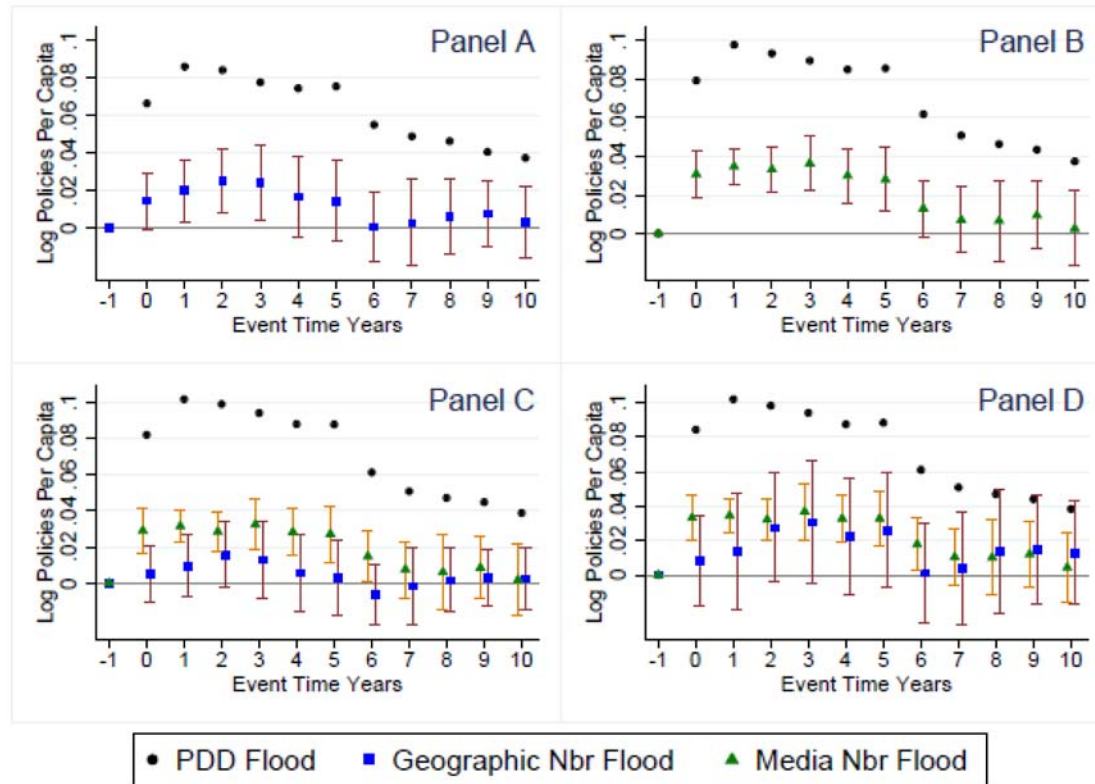 Panel A
Log Policies Per Capita
.1
.08
.06
.04
.02
0
-1 0 1 2 3 4 5 6 7 8 9 10
Event Time Years
Panel B
Log Policies Per Capita
.1
.08
.06
.04
.02
0
-1 0 1 2 3 4 5 6 7 8 9 10
Event Time Years
Panel C
Log Policies Per Capita
.1
.08
.06
.04
.02
0
-1 0 1 2 3 4 5 6 7 8 9 10
Event Time Years
Panel D
Log Policies Per Capita
.1
.08
.06
.04
.02
0
-1 0 1 2 3 4 5 6 7 8 9 10
Event Time Years
PDD Flood Geographic Nbr Flood Media Nbr Flood